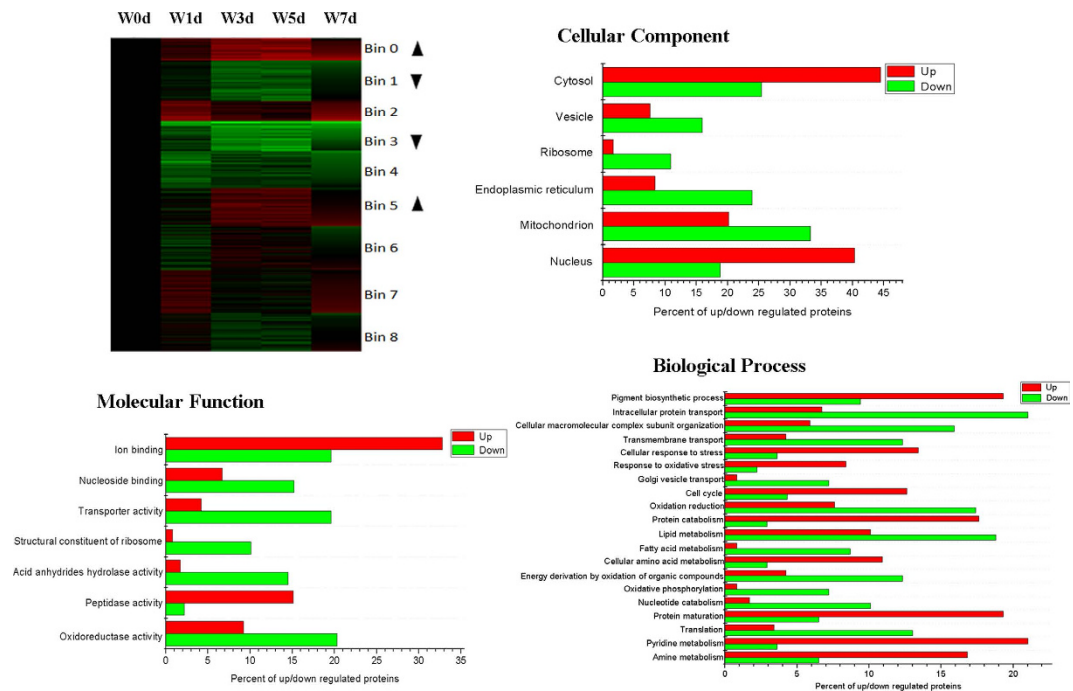 W0d W1d W3d W5d W7d
Bin 0
Bin 1
Bin 2
Bin 3
Bin 4
Bin 5
Bin 6
Bin 7
Bin 8
Cellular Component
Up
Down
Cytosol
Vesicle
Ribosome
Endoplasmic reticulum
Mitochondrion
Nucleus
0 5 10 15 20 25 30 35 40 45
Percent of up/down regulated proteins
Molecular Function
Up
Down
Ion binding
Nucleoside binding
Transporter activity
Structural constituent of ribosome
Acid anhydrides hydrolase activity
Peptidase activity
Oxidoreductase activity
0 5 10 15 20 25 30 35
Percent of up/down regulated proteins
Biological Process
Up
Down
Pigment biosynthetic process
Intracellular protein transport
Cellular macromolecular complex subunit organization
Transmembrane transport
Cellular response to stress
Response to oxidative stress
Golgi vesicle transport
Cell cycle
Oxidation reduction
Protein catabolism
Lipid metabolism
Fatty acid metabolism
Cellular amino acid metabolism
Energy derivation by oxidation of organic compounds
Oxidative phosphorylation
Nucleotide catabolism
Protein maturation
Translation
Pyridine metabolism
Amine metabolism
0 10 20
Percent of up/down regulated proteins